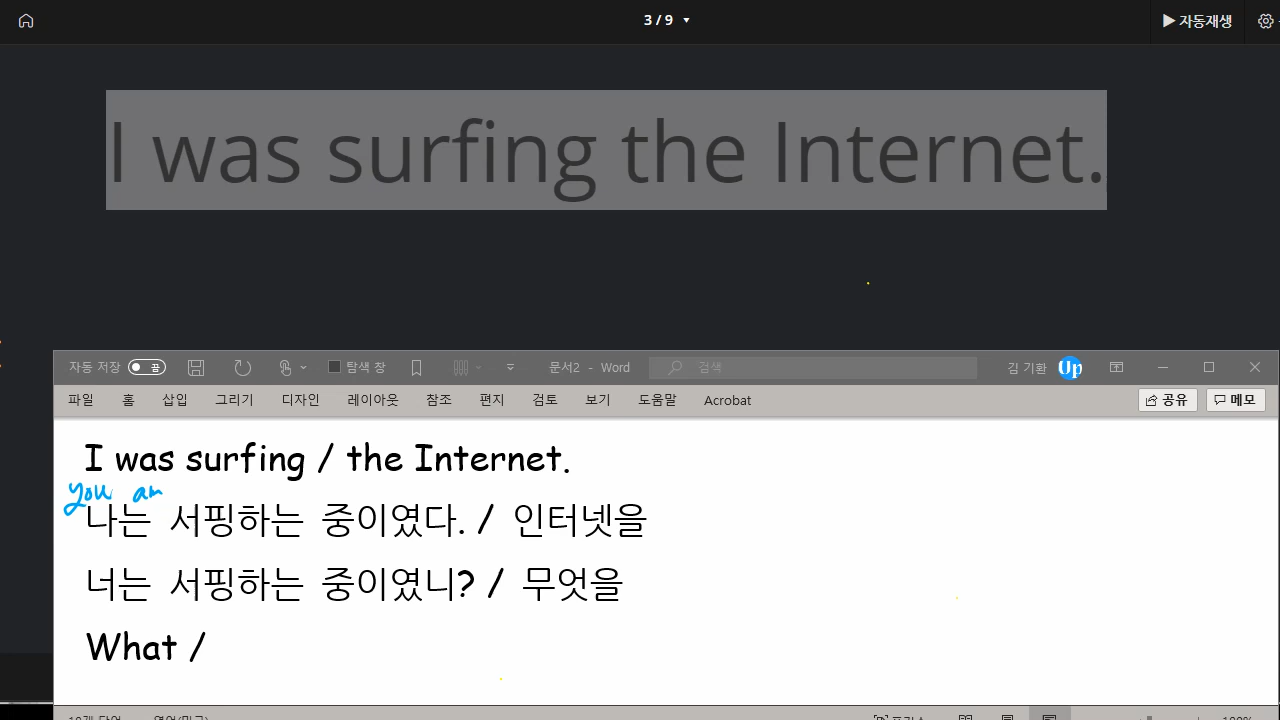 3 / 9
▶ 자동재생
I was surfing the Internet.
자동 저장 끔 탐색 창 문서2 - Word 검색 김 기환 Up
파일 홈 삽입 그리기 디자인 레이아웃 참조 편지 검토 보기 도움말 Acrobat 공유 메모
I was surfing / the Internet.
you
나는 서핑하는 중이였다. / 인터넷을
너는 서핑하는 중이였니? / 무엇을
What /